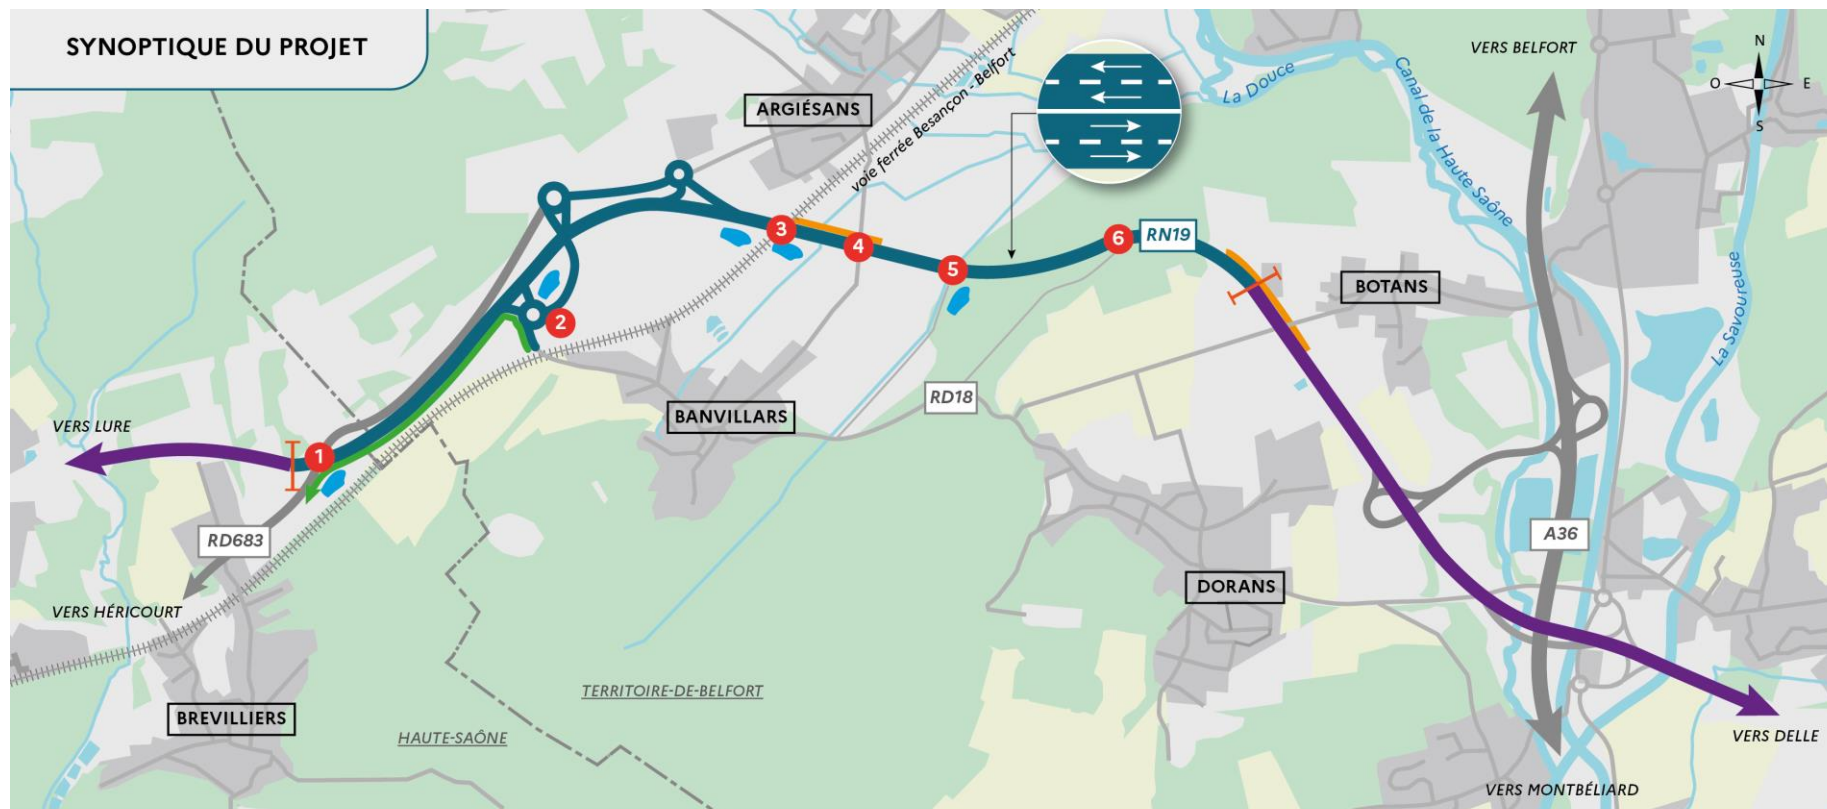 SYNOPTIQUE DU PROJET
VERS BELFORT
N
O
E
S
ARGIÉSANS
voie ferrée Besançon - Belfort
La Douce
Canal de la Haute Saône
La Savoureuse
3
4
5
6
RN19
BOTANS
2
RD18
BANVILLARS
VERS LURE
1
RD683
A36
VERS HÉRICOURT
DORANS
TERRITOIRE-DE-BELFORT
BREVILLIERS
HAUTE-SAÔNE
VERS DELLE
VERS MONTBÉLIARD